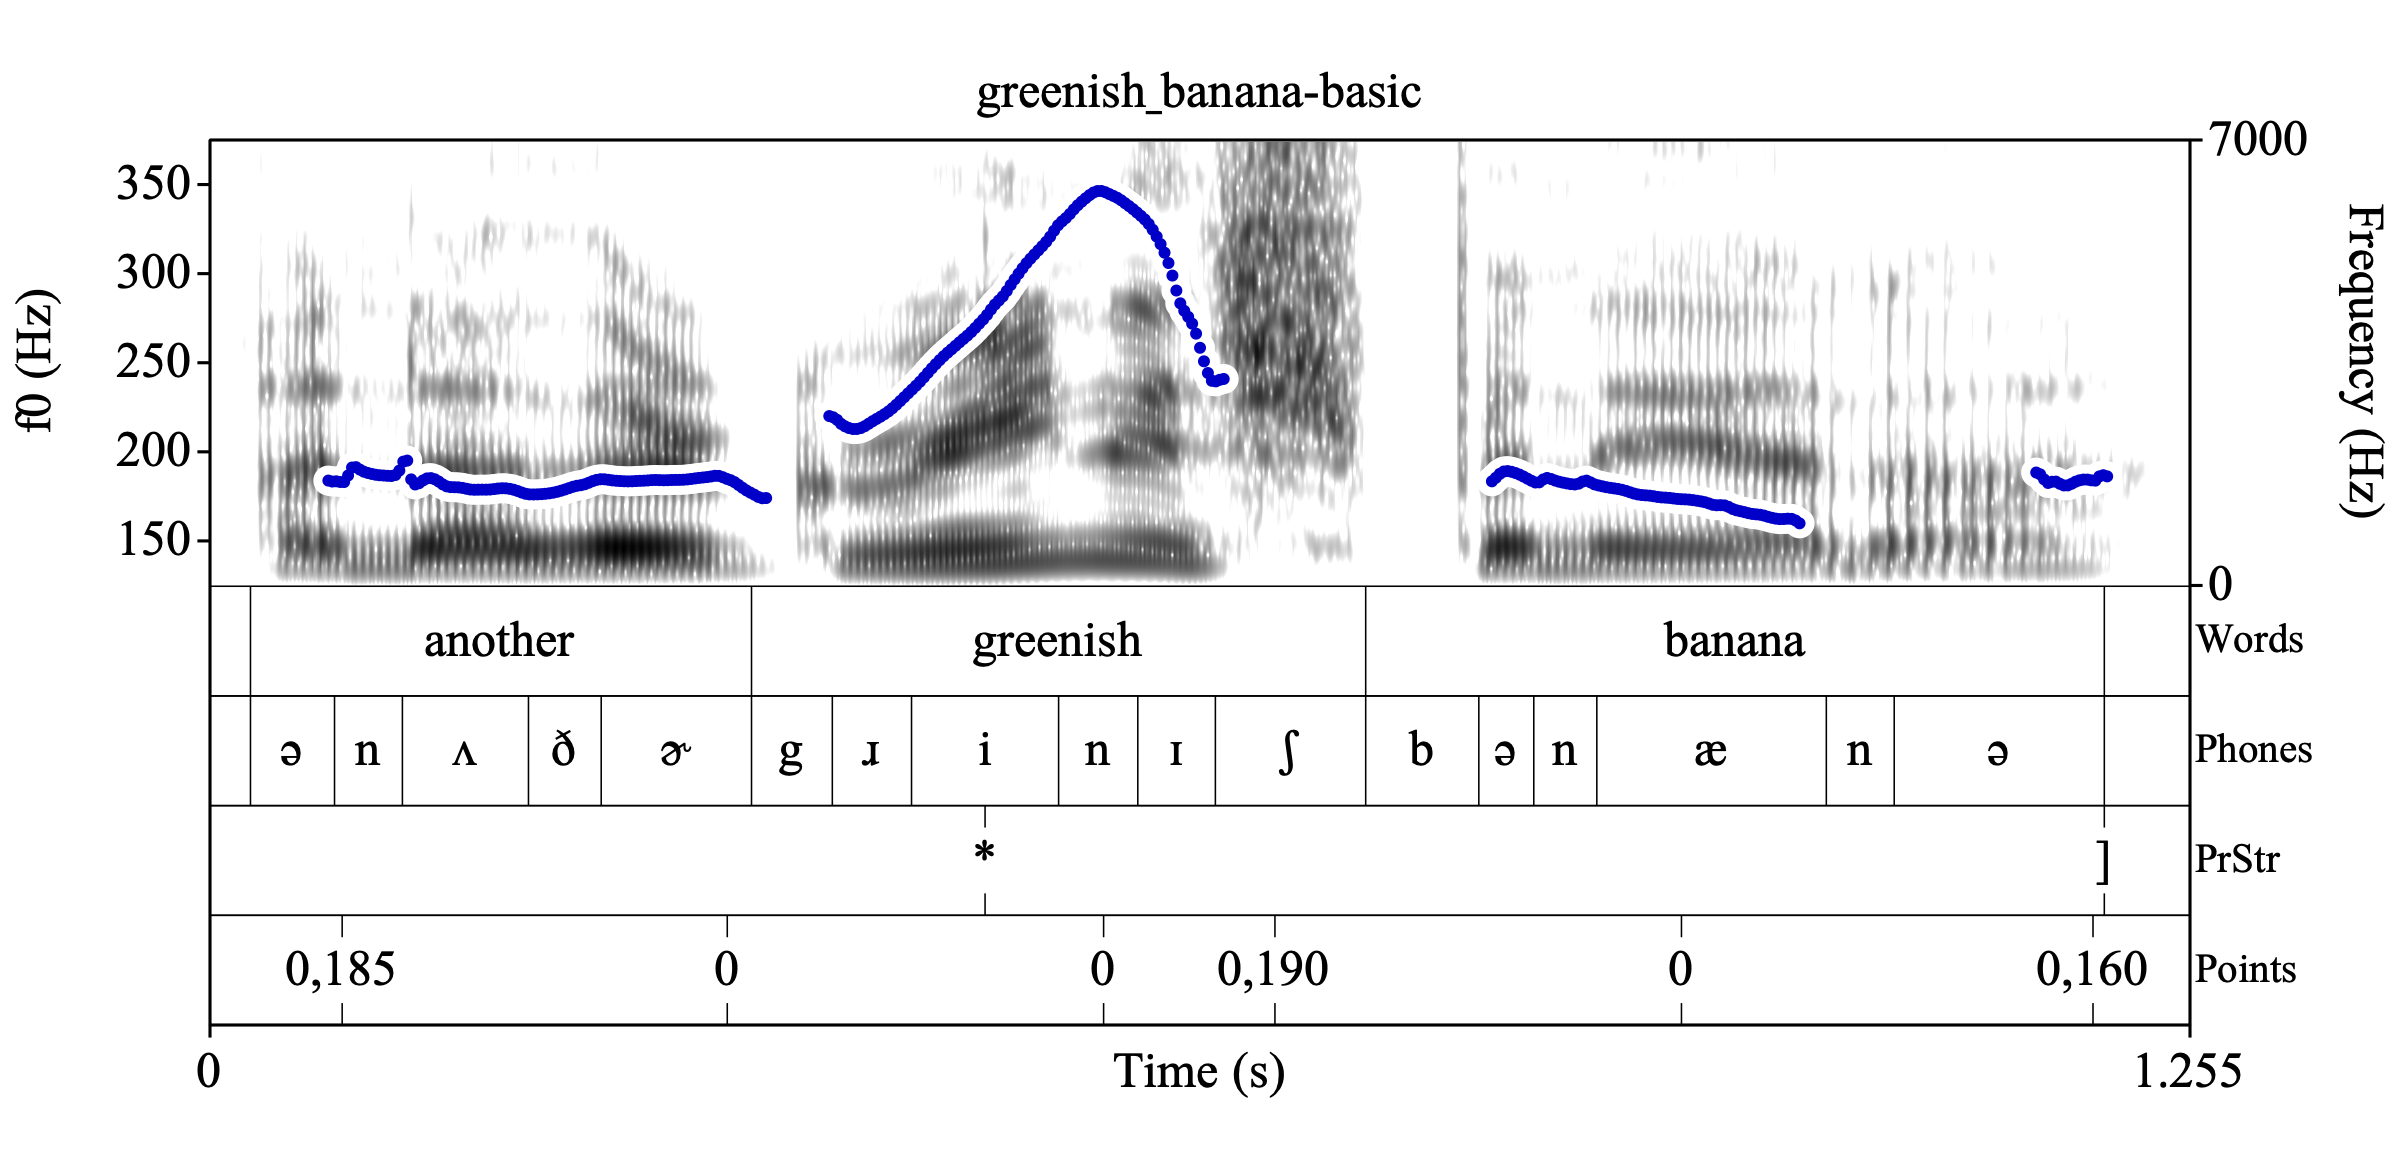 greenish_banana-basic
7000
350
300
250
200
150
0
f0 (Hz)
Frequency (Hz)
another greenish banana Words
ə n ʌ ð ɚ g ɹ i n ɪ ʃ b ə n æ n ə Phones
* ] PrStr
0,185 0 0 0,190 0 0,160 Points
0 Time (s) 1.255